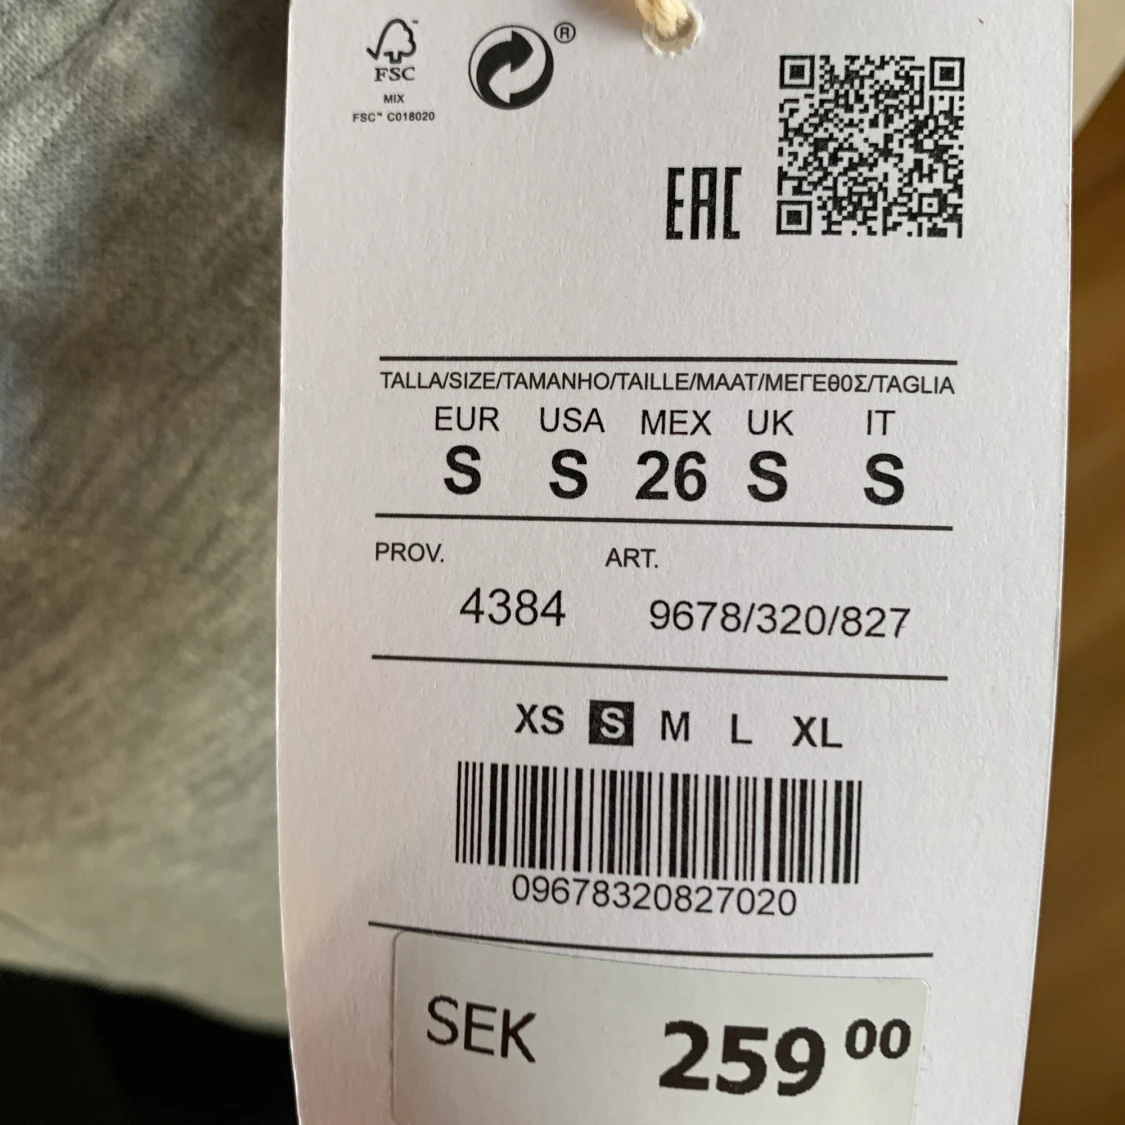 FSC™
MIX
FSC™ C018020
®
EAC
TALLA/SIZE/TAMANHO/TAILLE/MAAT/ΜΕΓΕΘΟΣ/TAGLIA
EUR USA MEX UK IT
S S 26 S S
PROV. ART.
4384 9678/320/827
XS S M L XL
09678320827020
SEK 259 00